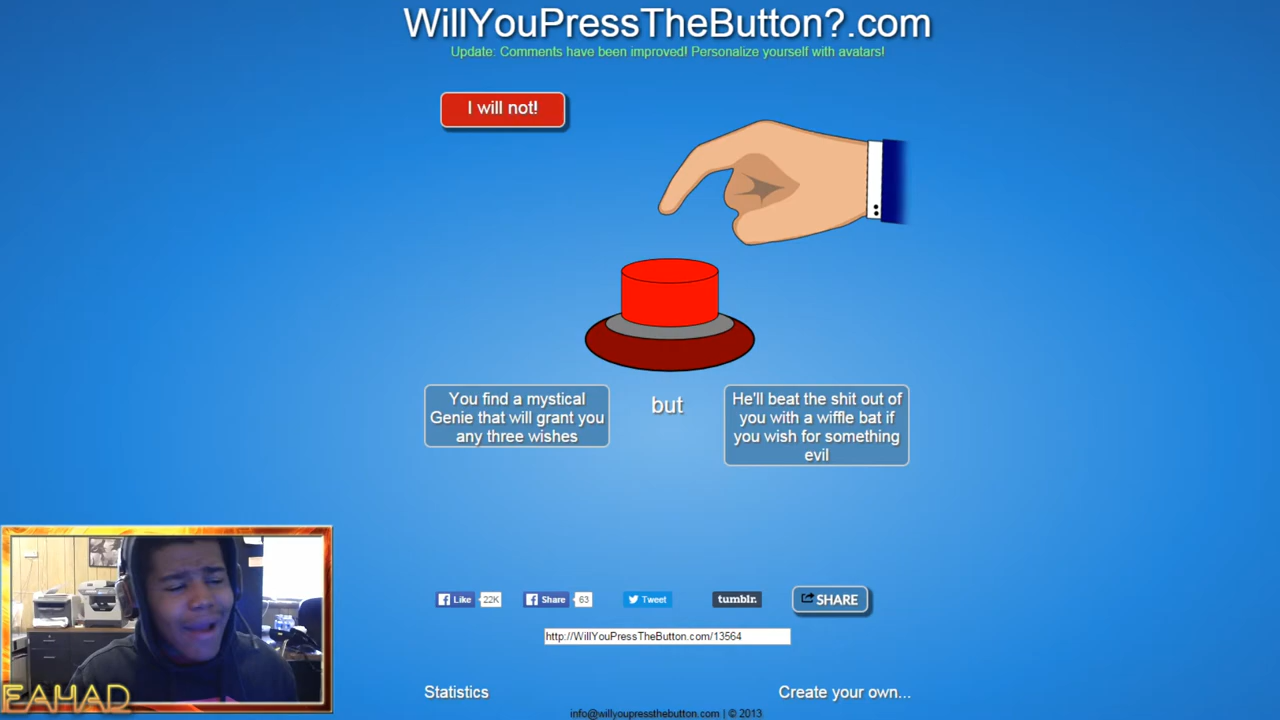 WillYouPressTheButton?.com
Update: Comments have been improved! Personalize yourself with avatars!
I will not!
You find a mystical
Genie that will grant you
any three wishes
but
He'll beat the shit out of
you with a wiffle bat if
you wish for something
evil
Like 22K
Share 63
Tweet
tumblr.
SHARE
http://WillYouPressTheButton.com/13564
Statistics
Create your own...
info@willyoupressthebutton.com | © 2013
FAHAD